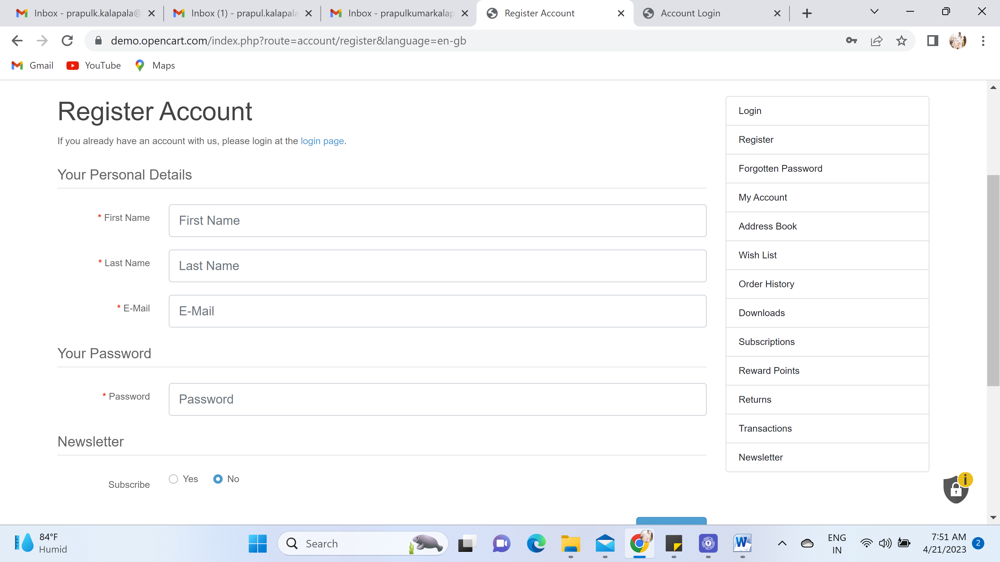 Inbox - prapulk.kalapala@
Inbox (1) - prapul.kalapala
Inbox - prapulkumarkalap
Register Account
Account Login
demo.opencart.com/index.php?route=account/register&language=en-gb
Gmail
YouTube
Maps
Register Account
If you already have an account with us, please login at the login page.
Your Personal Details
* First Name
First Name
* Last Name
Last Name
* E-Mail
E-Mail
Your Password
* Password
Password
Newsletter
Subscribe
Yes
No
Login
Register
Forgotten Password
My Account
Address Book
Wish List
Order History
Downloads
Subscriptions
Reward Points
Returns
Transactions
Newsletter
84°F
Humid
Search
ENG
IN
7:51 AM
4/21/2023
2